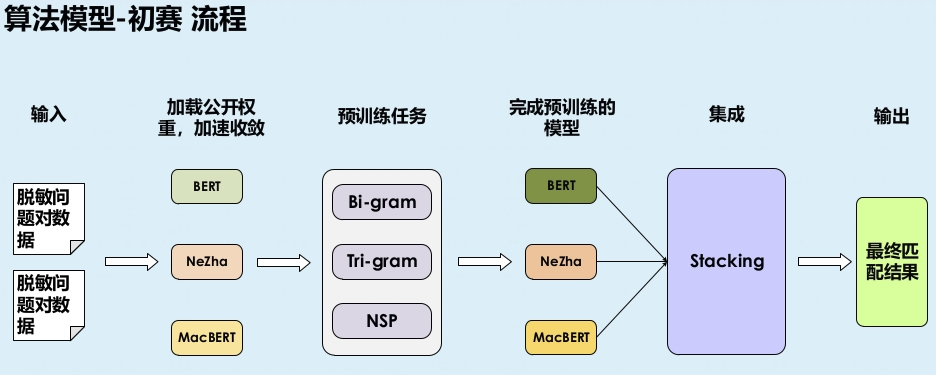 算法模型-初赛 流程
输入
加载公开权
重，加速收敛
预训练任务
完成预训练的
模型
集成
输出
脱敏问
题对数
据
脱敏问
题对数
据
BERT
NeZha
MacBERT
Bi-gram
Tri-gram
NSP
BERT
NeZha
MacBERT
Stacking
最终匹
配结果